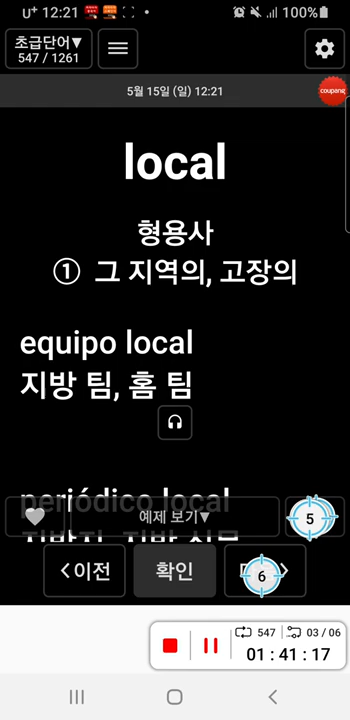 U+ 12:21 100%
초급단어▼
547 / 1261
5월 15일 (일) 12:21
coupang
local
형용사
① 그 지역의, 고장의
equipo local
지방 팀, 홈 팀
periódico local
예제 보기▼
5
이전
확인
6
547 03 / 06
01 : 41 : 17